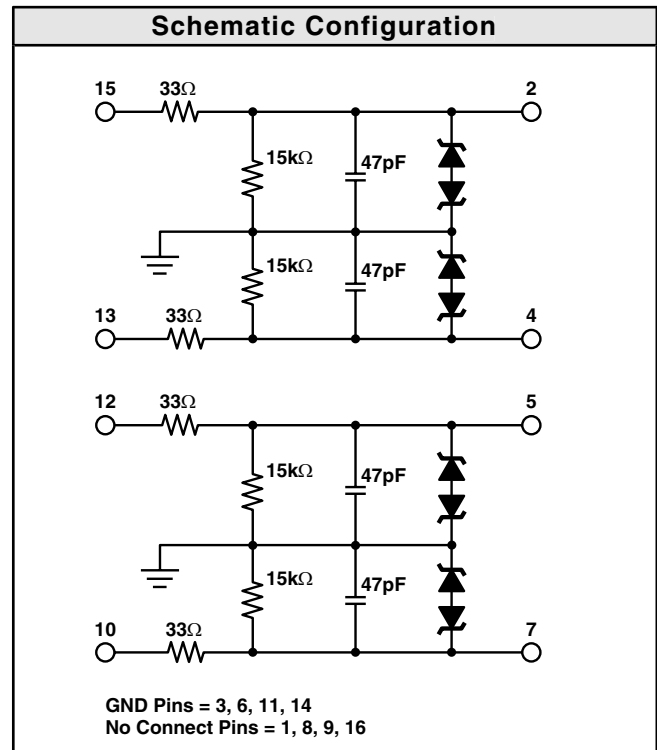 Schematic Configuration
15 33Ω 2
15kΩ 47pF
15kΩ 47pF
13 33Ω 4
12 33Ω 5
15kΩ 47pF
15kΩ 47pF
10 33Ω 7
GND Pins = 3, 6, 11, 14
No Connect Pins = 1, 8, 9, 16